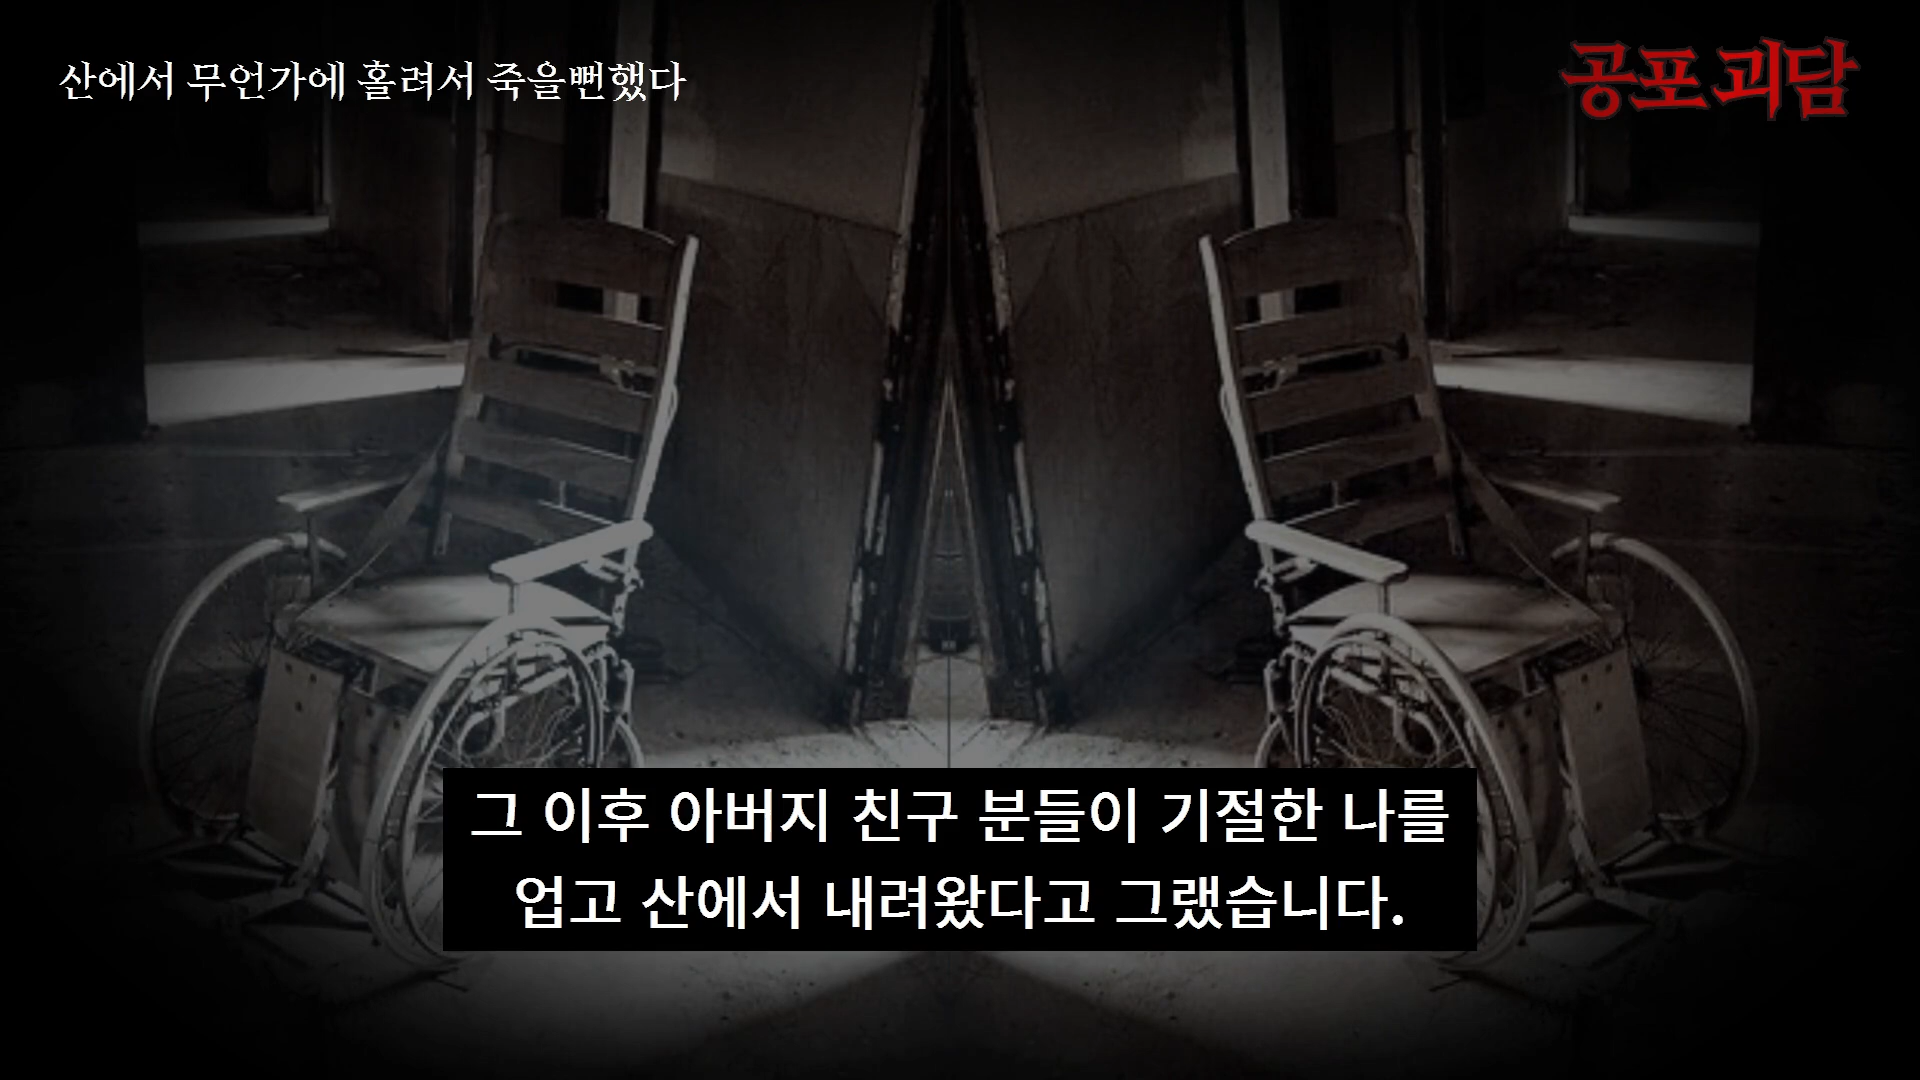 산에서 무언가에 홀려서 죽을뻔했다
공포 괴담
그 이후 아버지 친구 분들이 기절한 나를
업고 산에서 내려왔다고 그랬습니다.